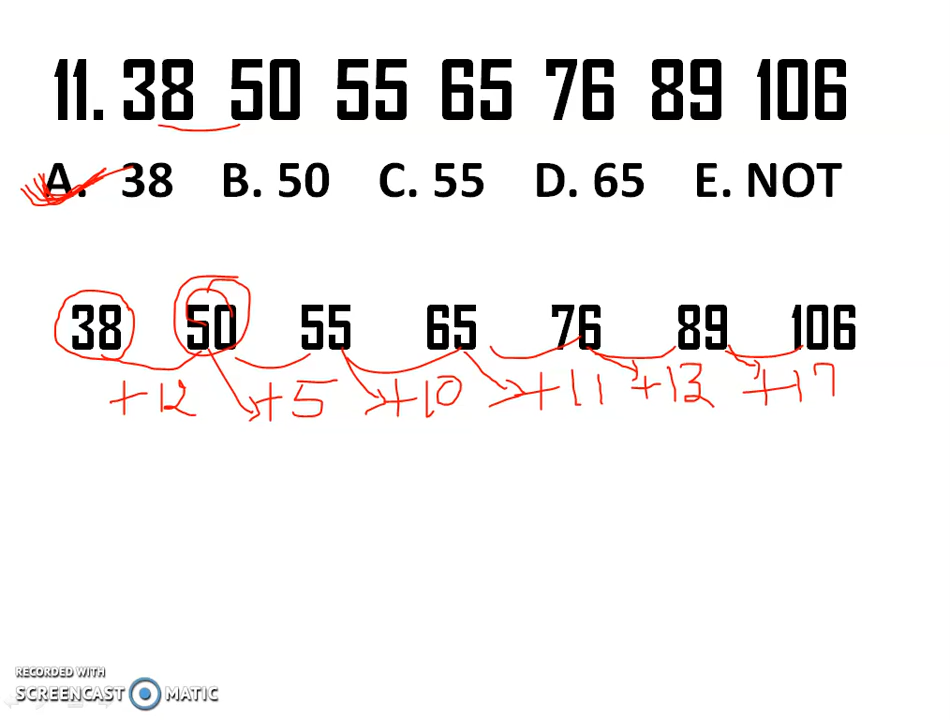 11. 38 50 55 65 76 89 106
A. 38 B. 50 C. 55 D. 65 E. NOT
38 50 55 65 76 89 106
+12 +5 +10 +11 +13 +17
RECORDED WITH
SCREENCAST MATIC